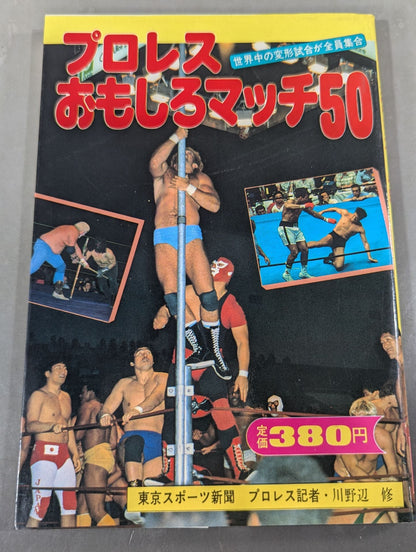 プロレス
世界中の変形試合が全員集合
おもしろマッチ50
JAPAN
定価380円
東京スポーツ新聞 プロレス記者・川野辺 修